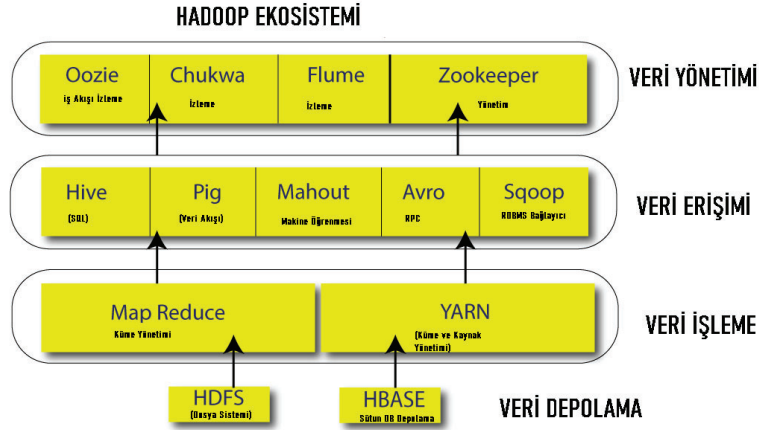 HADOOP EKOSİSTEMİ
Oozie
iş Akışı İzleme
Chukwa
İzleme
Flume
İzleme
Zookeeper
Yönetim
VERİ YÖNETİMİ
Hive
(SQL)
Pig
(Veri Akışı)
Mahout
Makine Öğrenmesi
Avro
RPC
Sqoop
RDBMS Bağlayıcı
VERİ ERİŞİMİ
Map Reduce
Küme Yönetimi
YARN
(Küme ve Kaynak
Yönetimi)
VERİ İŞLEME
HDFS
(Dosya Sistemi)
HBASE
Sütun DB Depolama
VERİ DEPOLAMA